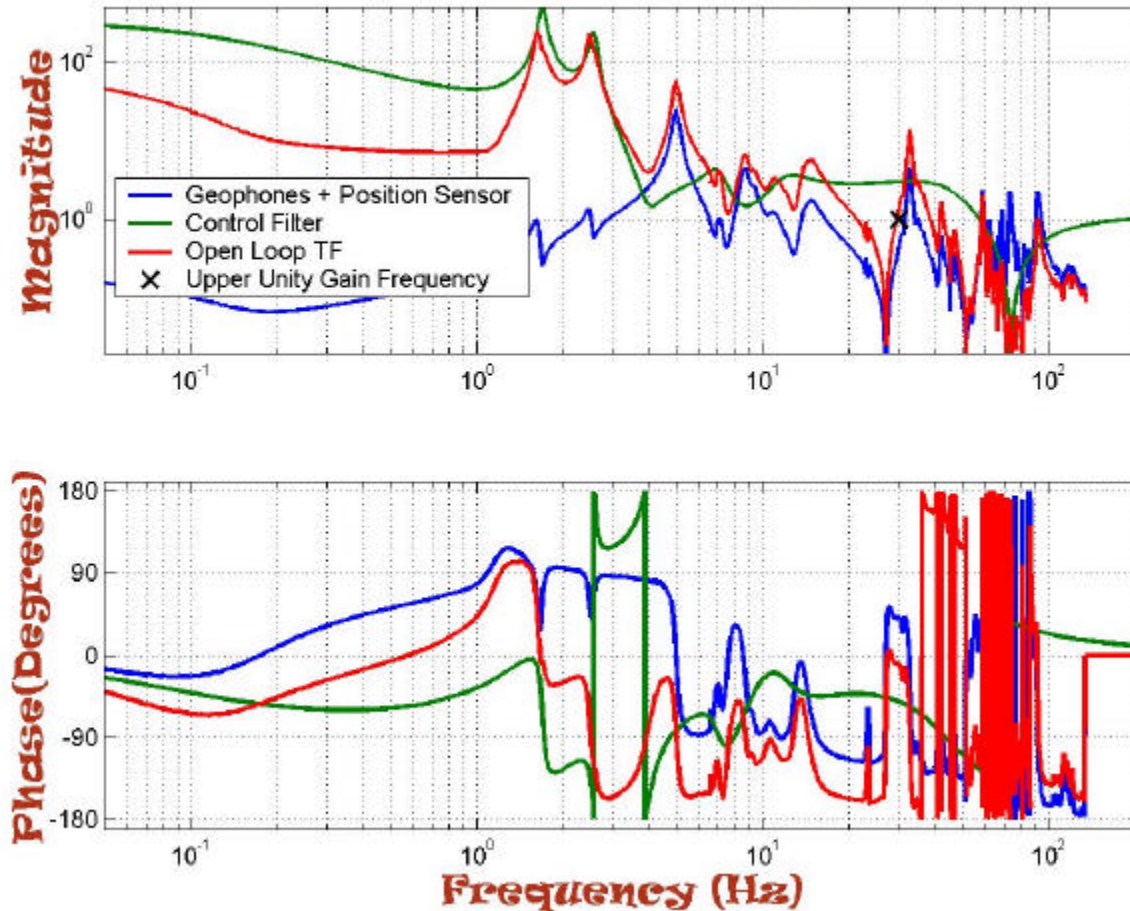 Magnitude
10^2
10^0
Geophones + Position Sensor
Control Filter
Open Loop TF
Upper Unity Gain Frequency
10^-1
10^0
10^1
10^2
Phase(Degrees)
180
90
0
-90
-180
10^-1
10^0
10^1
10^2
Frequency (Hz)